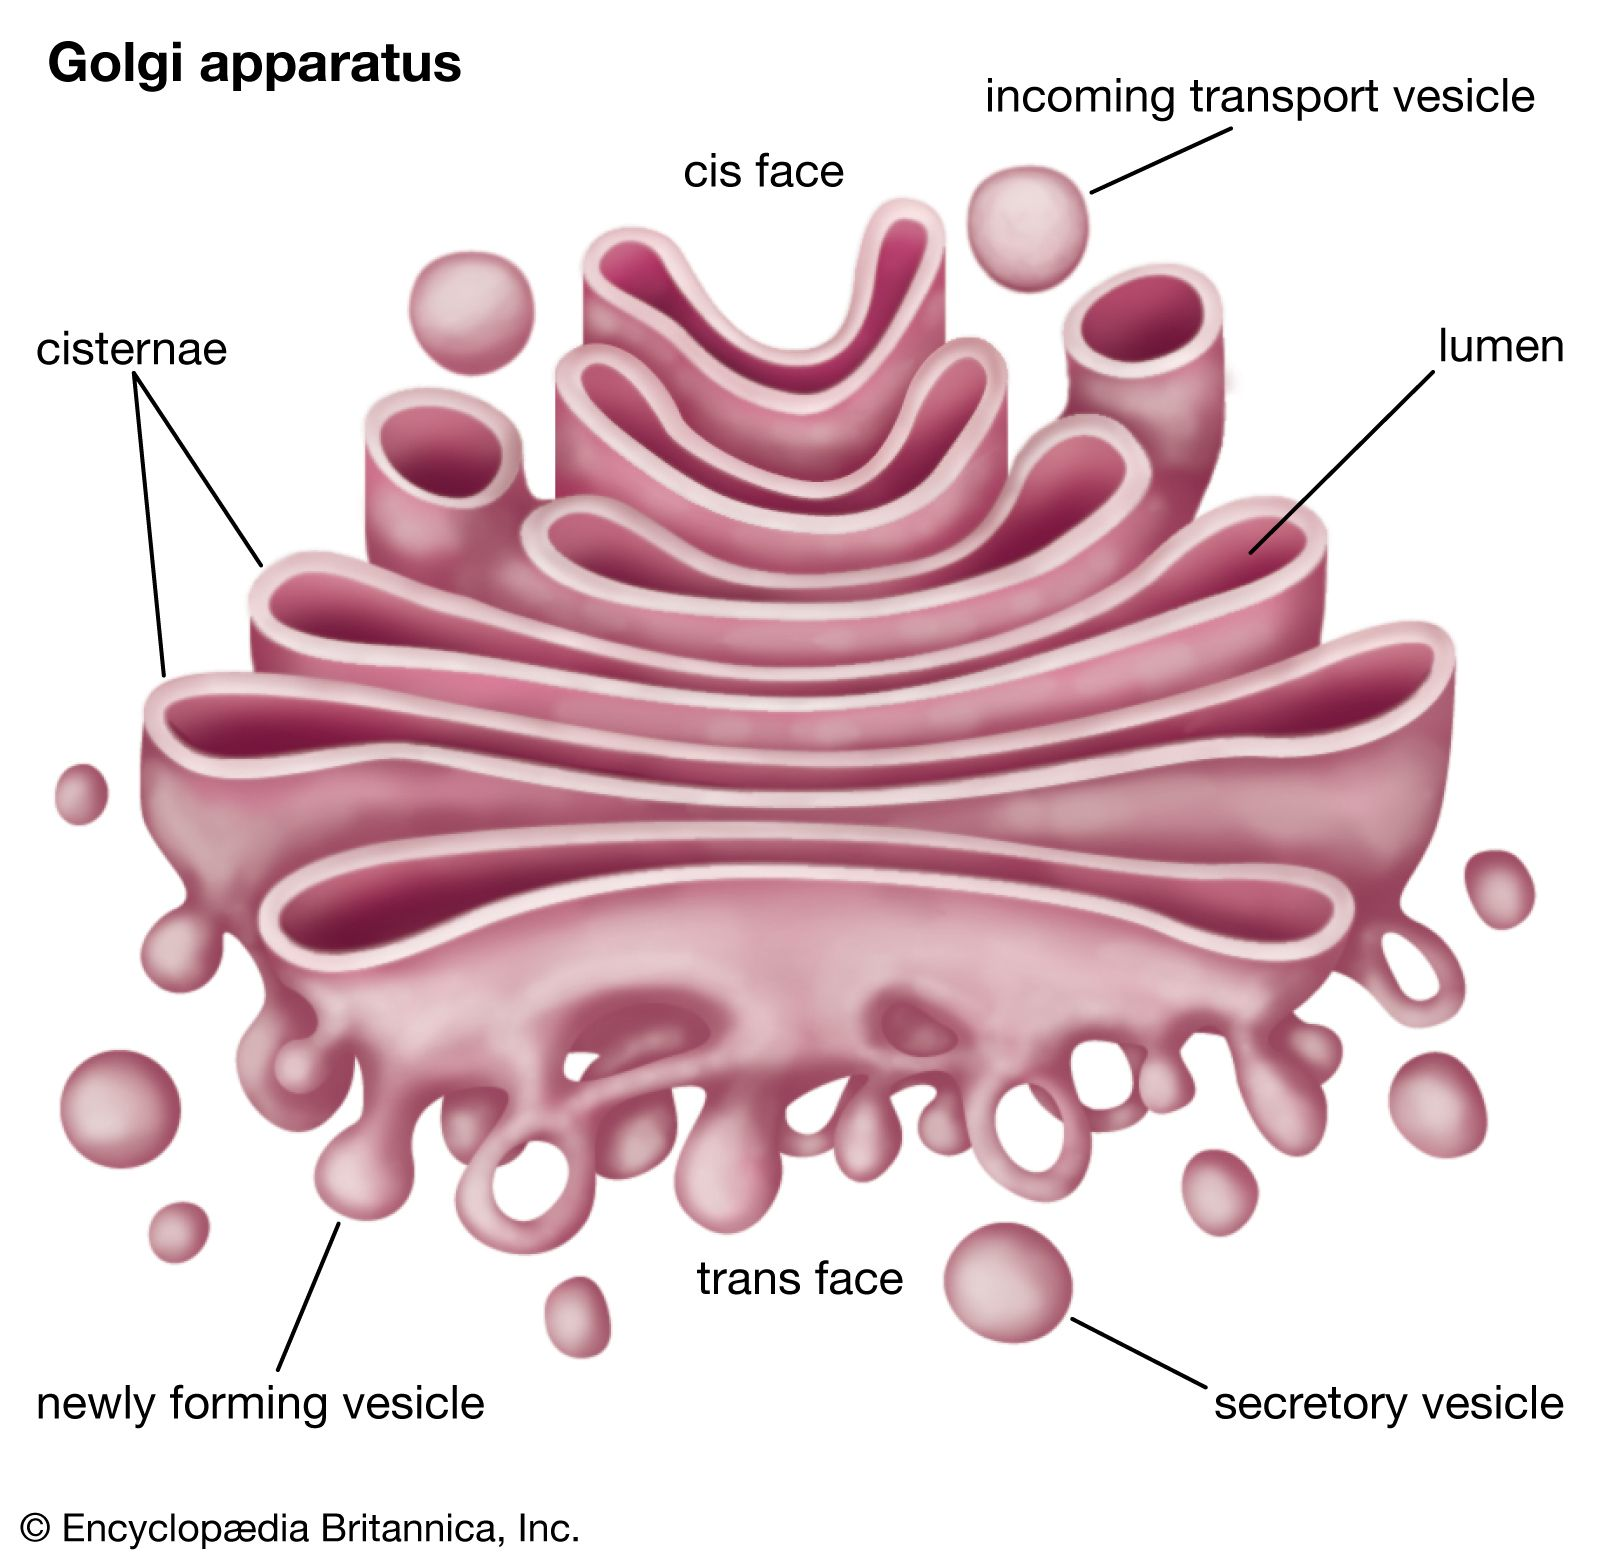 Golgi apparatus
incoming transport vesicle
cis face
cisternae
lumen
trans face
newly forming vesicle
secretory vesicle
© Encyclopædia Britannica, Inc.